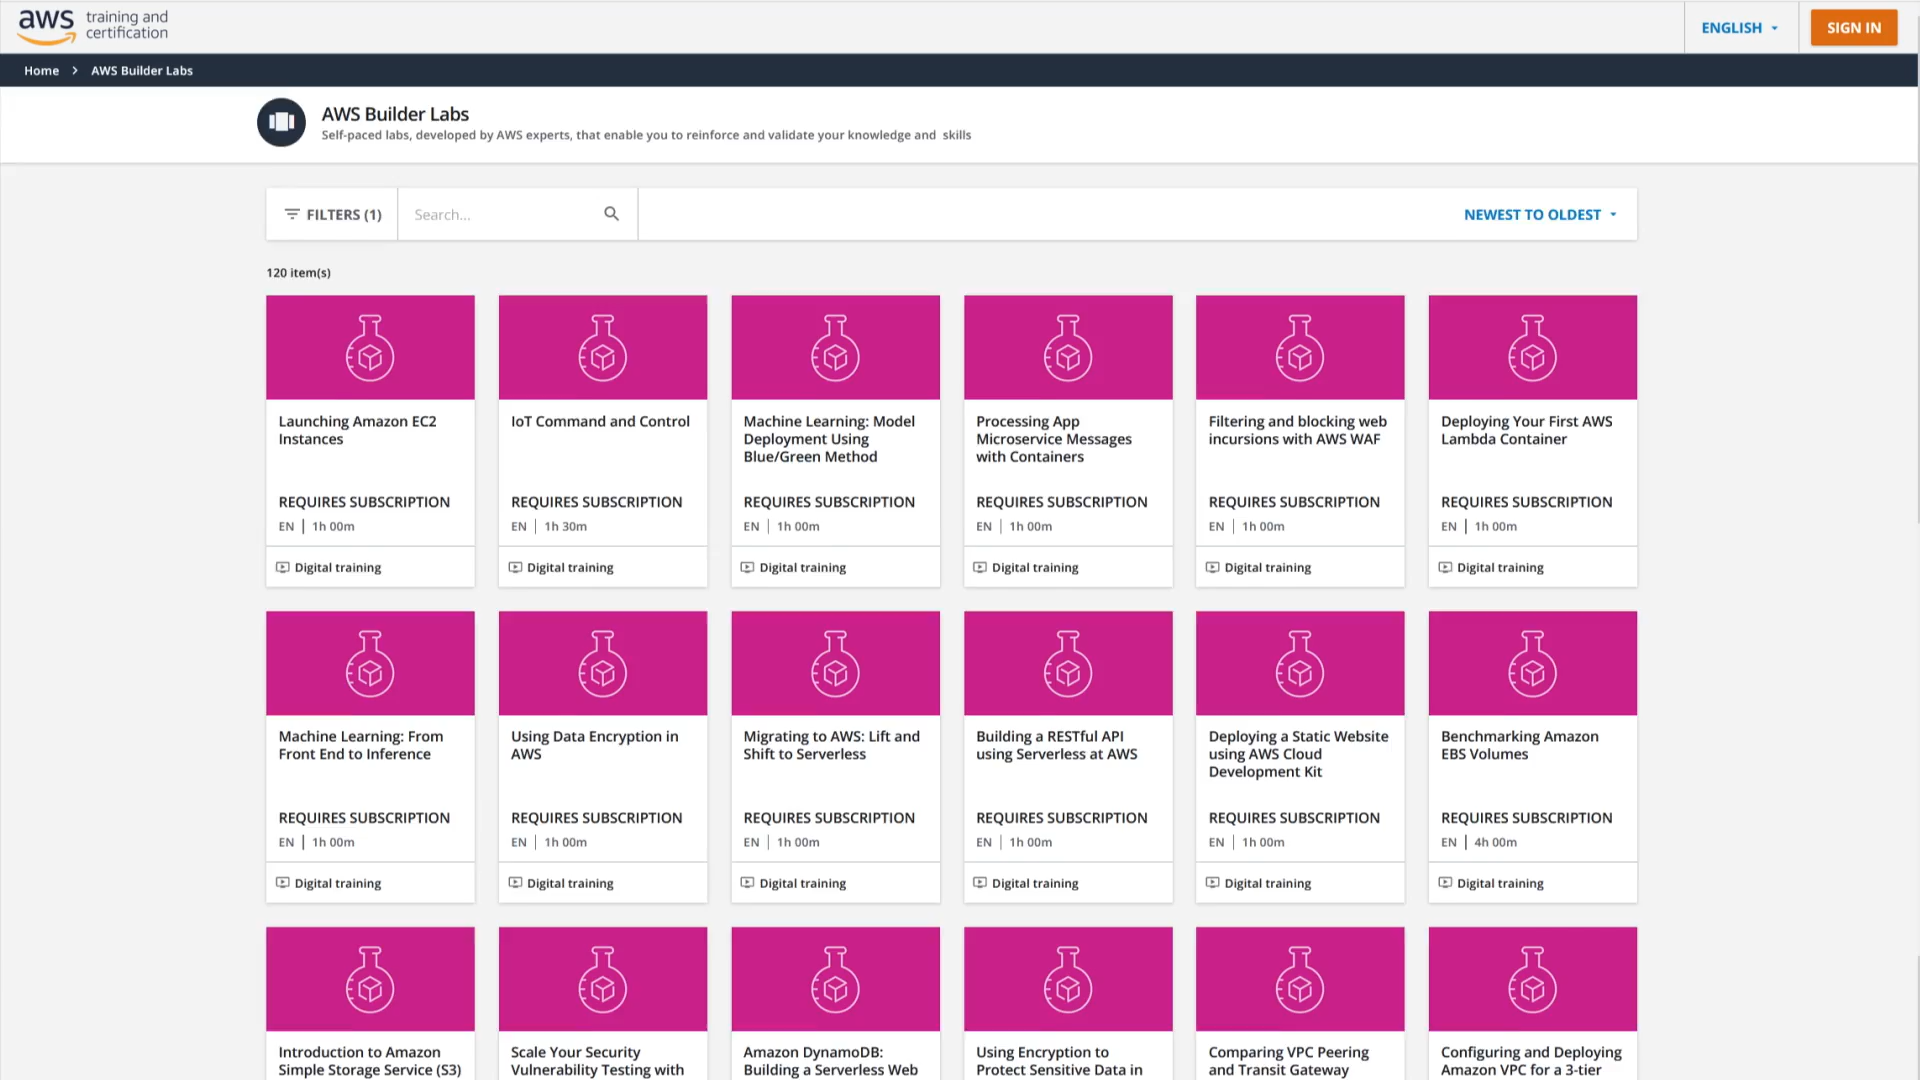 aws training and certification
ENGLISH
SIGN IN
Home > AWS Builder Labs
AWS Builder Labs
Self-paced labs, developed by AWS experts, that enable you to reinforce and validate your knowledge and skills
FILTERS (1)
Search...
NEWEST TO OLDEST
120 item(s)
Launching Amazon EC2
Instances
REQUIRES SUBSCRIPTION
EN | 1h 00m
Digital training
IoT Command and Control
REQUIRES SUBSCRIPTION
EN | 1h 30m
Digital training
Machine Learning: Model
Deployment Using
Blue/Green Method
REQUIRES SUBSCRIPTION
EN | 1h 00m
Digital training
Processing App
Microservice Messages
with Containers
REQUIRES SUBSCRIPTION
EN | 1h 00m
Digital training
Filtering and blocking web
incursions with AWS WAF
REQUIRES SUBSCRIPTION
EN | 1h 00m
Digital training
Deploying Your First AWS
Lambda Container
REQUIRES SUBSCRIPTION
EN | 1h 00m
Digital training
Machine Learning: From
Front End to Inference
REQUIRES SUBSCRIPTION
EN | 1h 00m
Digital training
Using Data Encryption in
AWS
REQUIRES SUBSCRIPTION
EN | 1h 00m
Digital training
Migrating to AWS: Lift and
Shift to Serverless
REQUIRES SUBSCRIPTION
EN | 1h 00m
Digital training
Building a RESTful API
using Serverless at AWS
REQUIRES SUBSCRIPTION
EN | 1h 00m
Digital training
Deploying a Static Website
using AWS Cloud
Development Kit
REQUIRES SUBSCRIPTION
EN | 1h 00m
Digital training
Benchmarking Amazon
EBS Volumes
REQUIRES SUBSCRIPTION
EN | 4h 00m
Digital training
Introduction to Amazon
Simple Storage Service (S3)
Scale Your Security
Vulnerability Testing with
Amazon DynamoDB:
Building a Serverless Web
Using Encryption to
Protect Sensitive Data in
Comparing VPC Peering
and Transit Gateway
Configuring and Deploying
Amazon VPC for a 3-tier